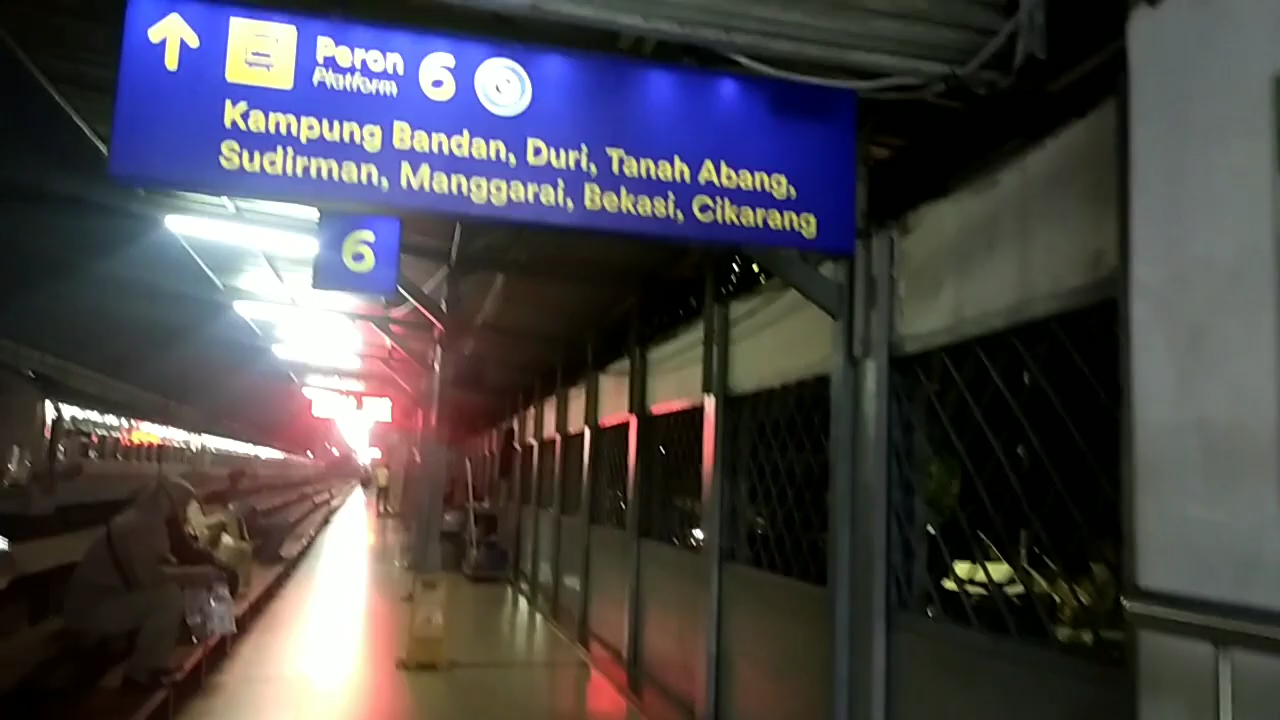 Peron 6
Platform
Kampung Bandan, Duri, Tanah Abang,
Sudirman, Manggarai, Bekasi, Cikarang
6